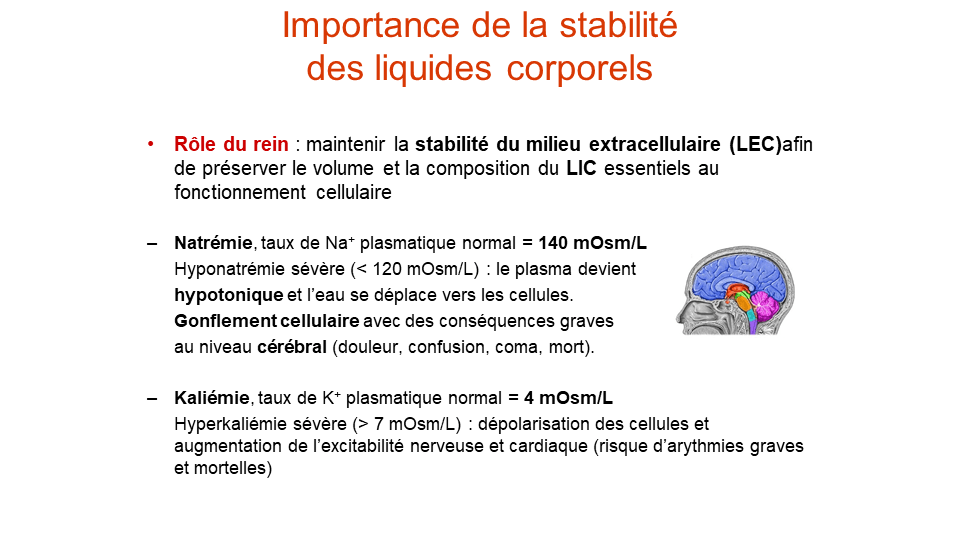 Importance de la stabilité
des liquides corporels
• Rôle du rein : maintenir la stabilité du milieu extracellulaire (LEC)afin
de préserver le volume et la composition du LIC essentiels au
fonctionnement cellulaire
– Natrémie, taux de Na⁺ plasmatique normal = 140 mOsm/L
Hyponatrémie sévère (< 120 mOsm/L) : le plasma devient
hypotonique et l’eau se déplace vers les cellules.
Gonflement cellulaire avec des conséquences graves
au niveau cérébral (douleur, confusion, coma, mort).
– Kaliémie, taux de K⁺ plasmatique normal = 4 mOsm/L
Hyperkaliémie sévère (> 7 mOsm/L) : dépolarisation des cellules et
augmentation de l’excitabilité nerveuse et cardiaque (risque d’arythmies graves
et mortelles)